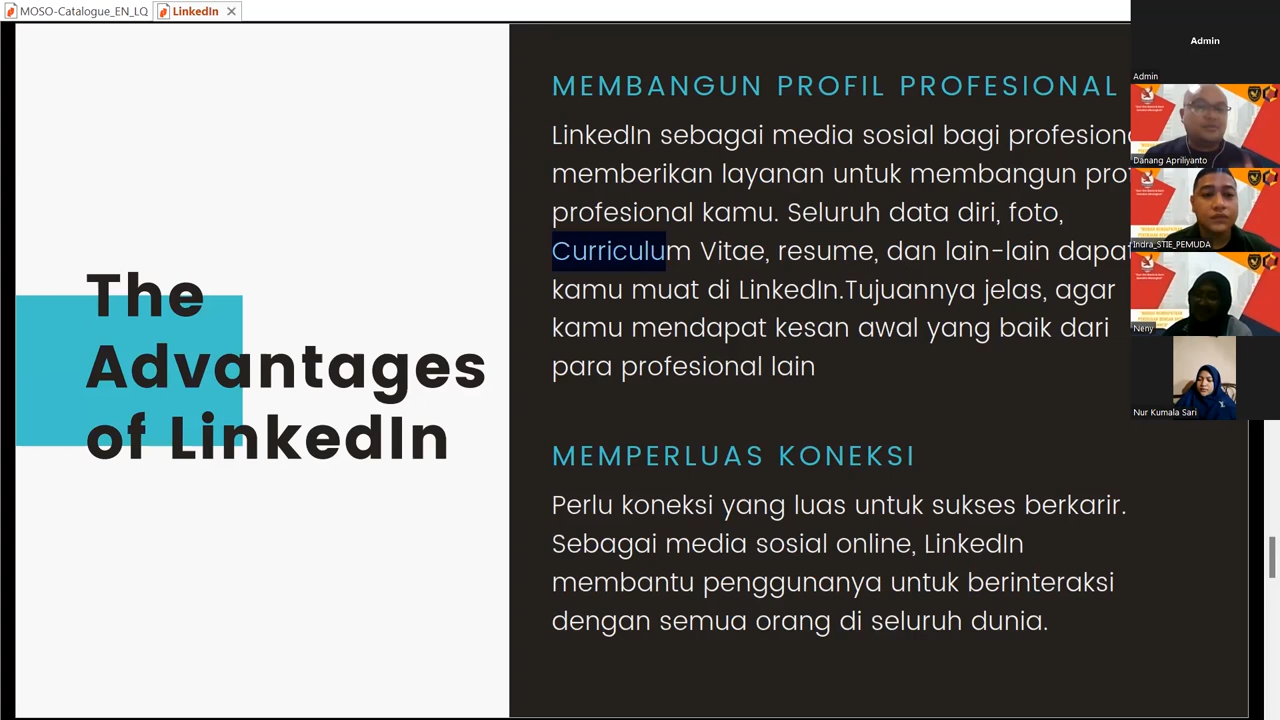 MOSO-Catalogue_EN_LQ
LinkedIn
The
Advantages
of LinkedIn
MEMBANGUN PROFIL PROFESIONAL
LinkedIn sebagai media sosial bagi
memberikan layanan untuk membangun
profesional kamu. Seluruh data diri, foto,
Curriculum Vitae, resume, dan lain-lain
kamu muat di LinkedIn.Tujuannya jelas, agar
kamu mendapat kesan awal yang baik dari
para profesional lain
MEMPERLUAS KONEKSI
Perlu koneksi yang luas untuk sukses berkarir.
Sebagai media sosial online, LinkedIn
membantu penggunanya untuk berinteraksi
dengan semua orang di seluruh dunia.
Admin
Admin
Danang Apriliyanto
Indra_STIE_PEMUDA
Neny
Nur Kumala Sari